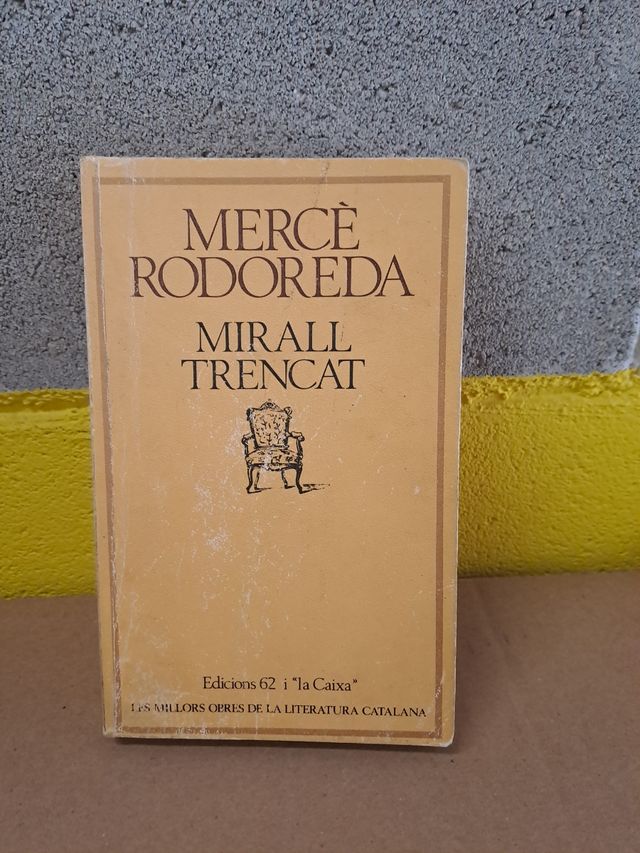 MERCÈ
RODOREDA
MIRALL
TRENCAT
Edicions 62 i "la Caixa"
LES MILLORS OBRES DE LA LITERATURA CATALANA